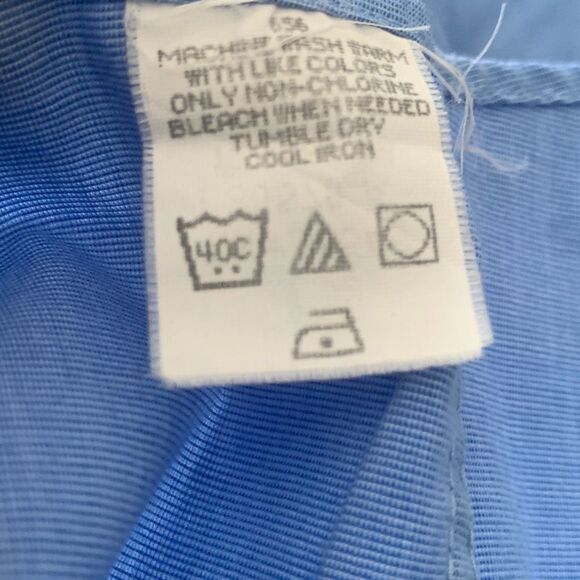 MACHINE WASH WARM
WITH LIKE COLORS
ONLY NON-CHLORINE
BLEACH WHEN NEEDED
TUMBLE DRY
COOL IRON
40C